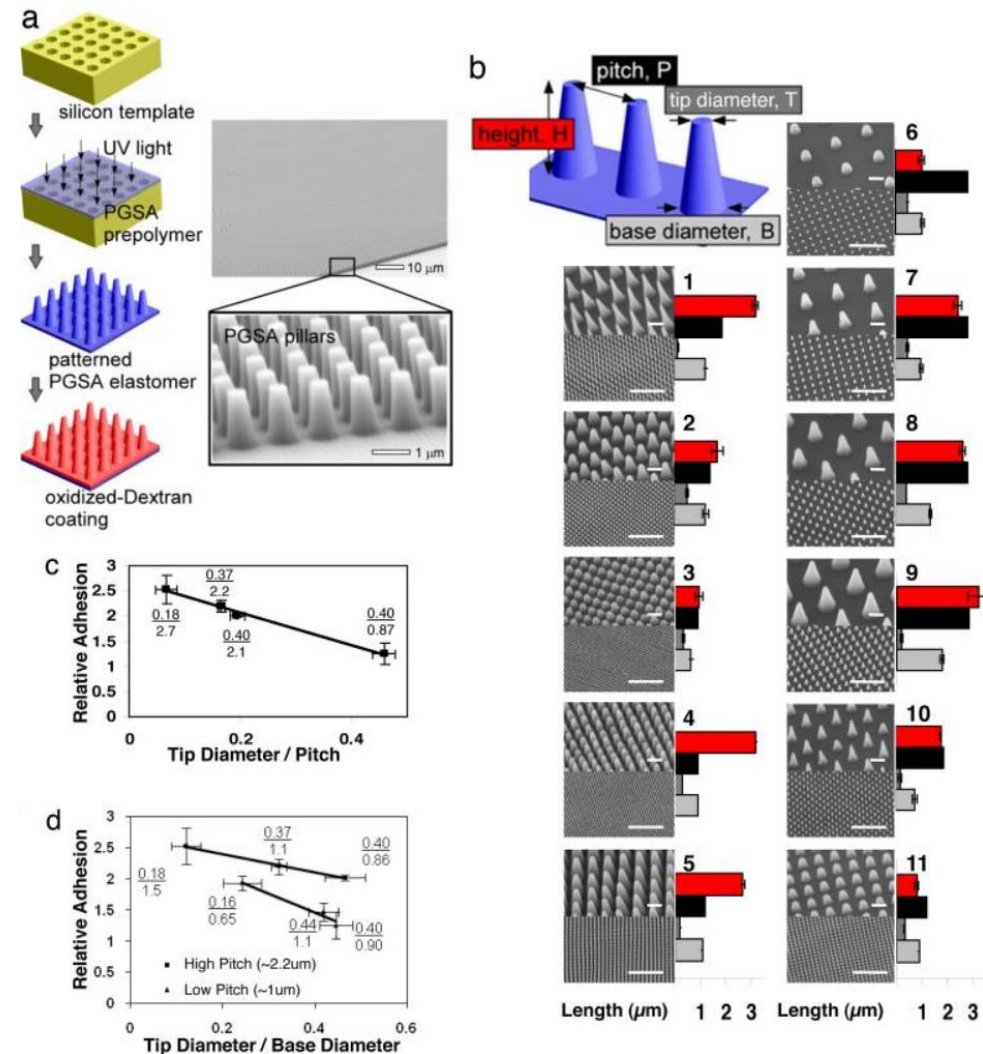 a
silicon template
UV light
PGSA
prepolymer
patterned
PGSA elastomer
oxidized-Dextran
coating
10 μm
PGSA pillars
1 μm
b
pitch, P
tip diameter, T
height, H
base diameter, B
1
2
3
4
5
Length (μm) 1 2 3
6
7
8
9
10
11
Length (μm) 1 2 3
c
Relative Adhesion
3
2.5
2
1.5
1
0.5
0
0.18
2.7
0.37
2.2
0.40
2.1
0.40
0.87
0 0.2 0.4
Tip Diameter / Pitch
d
Relative Adhesion
3
2.5
2
1.5
1
0.5
0
0.18
1.5
0.37
1.1
0.40
0.86
0.16
0.65
0.44
1.1
0.40
0.90
High Pitch (~2.2um)
Low Pitch (~1um)
0 0.2 0.4 0.6
Tip Diameter / Base Diameter